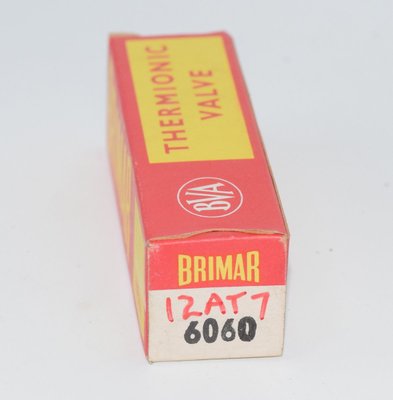 THERMIONIC
VALVE
BVA
BRIMAR
12AT7
6060